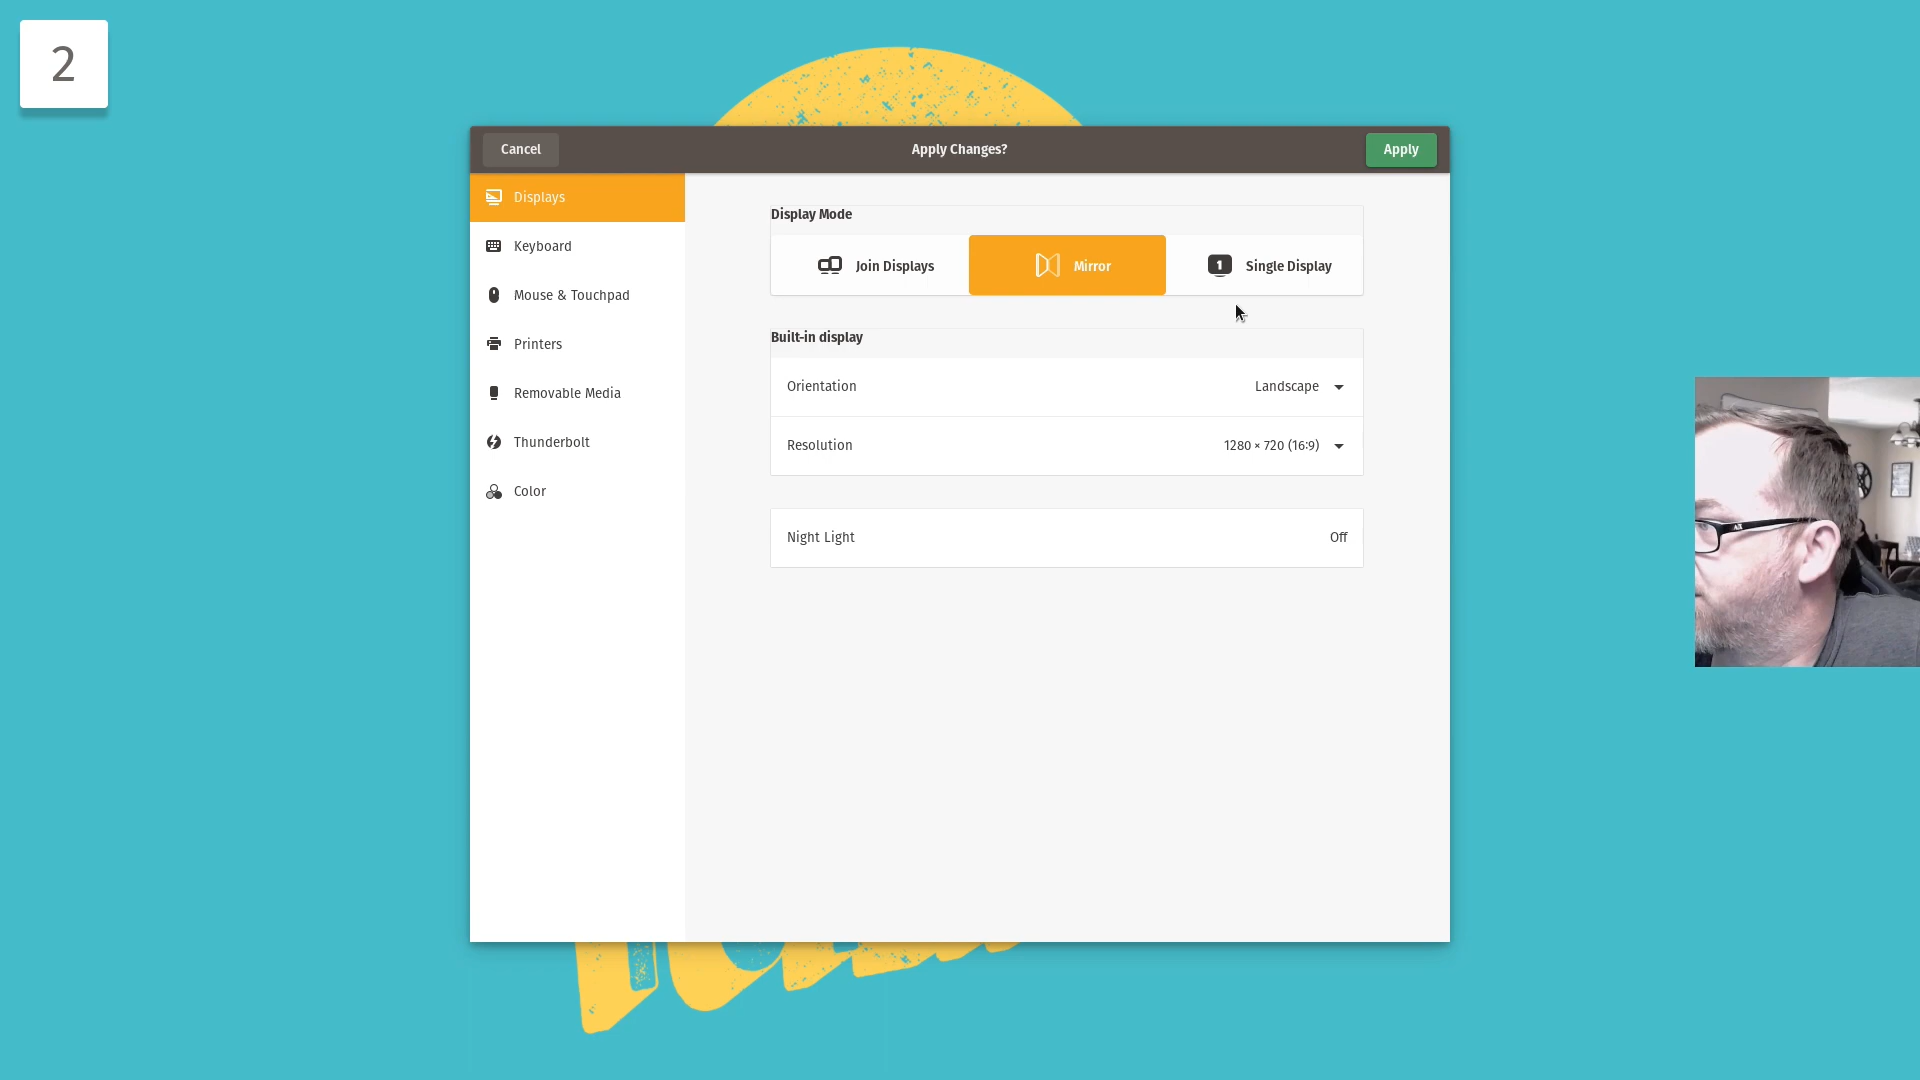 2
Cancel
Apply Changes?
Apply
Displays
Keyboard
Mouse & Touchpad
Printers
Removable Media
Thunderbolt
Color
Display Mode
Join Displays
Mirror
1
Single Display
Built-in display
Orientation
Landscape
Resolution
1280 × 720 (16:9)
Night Light
Off